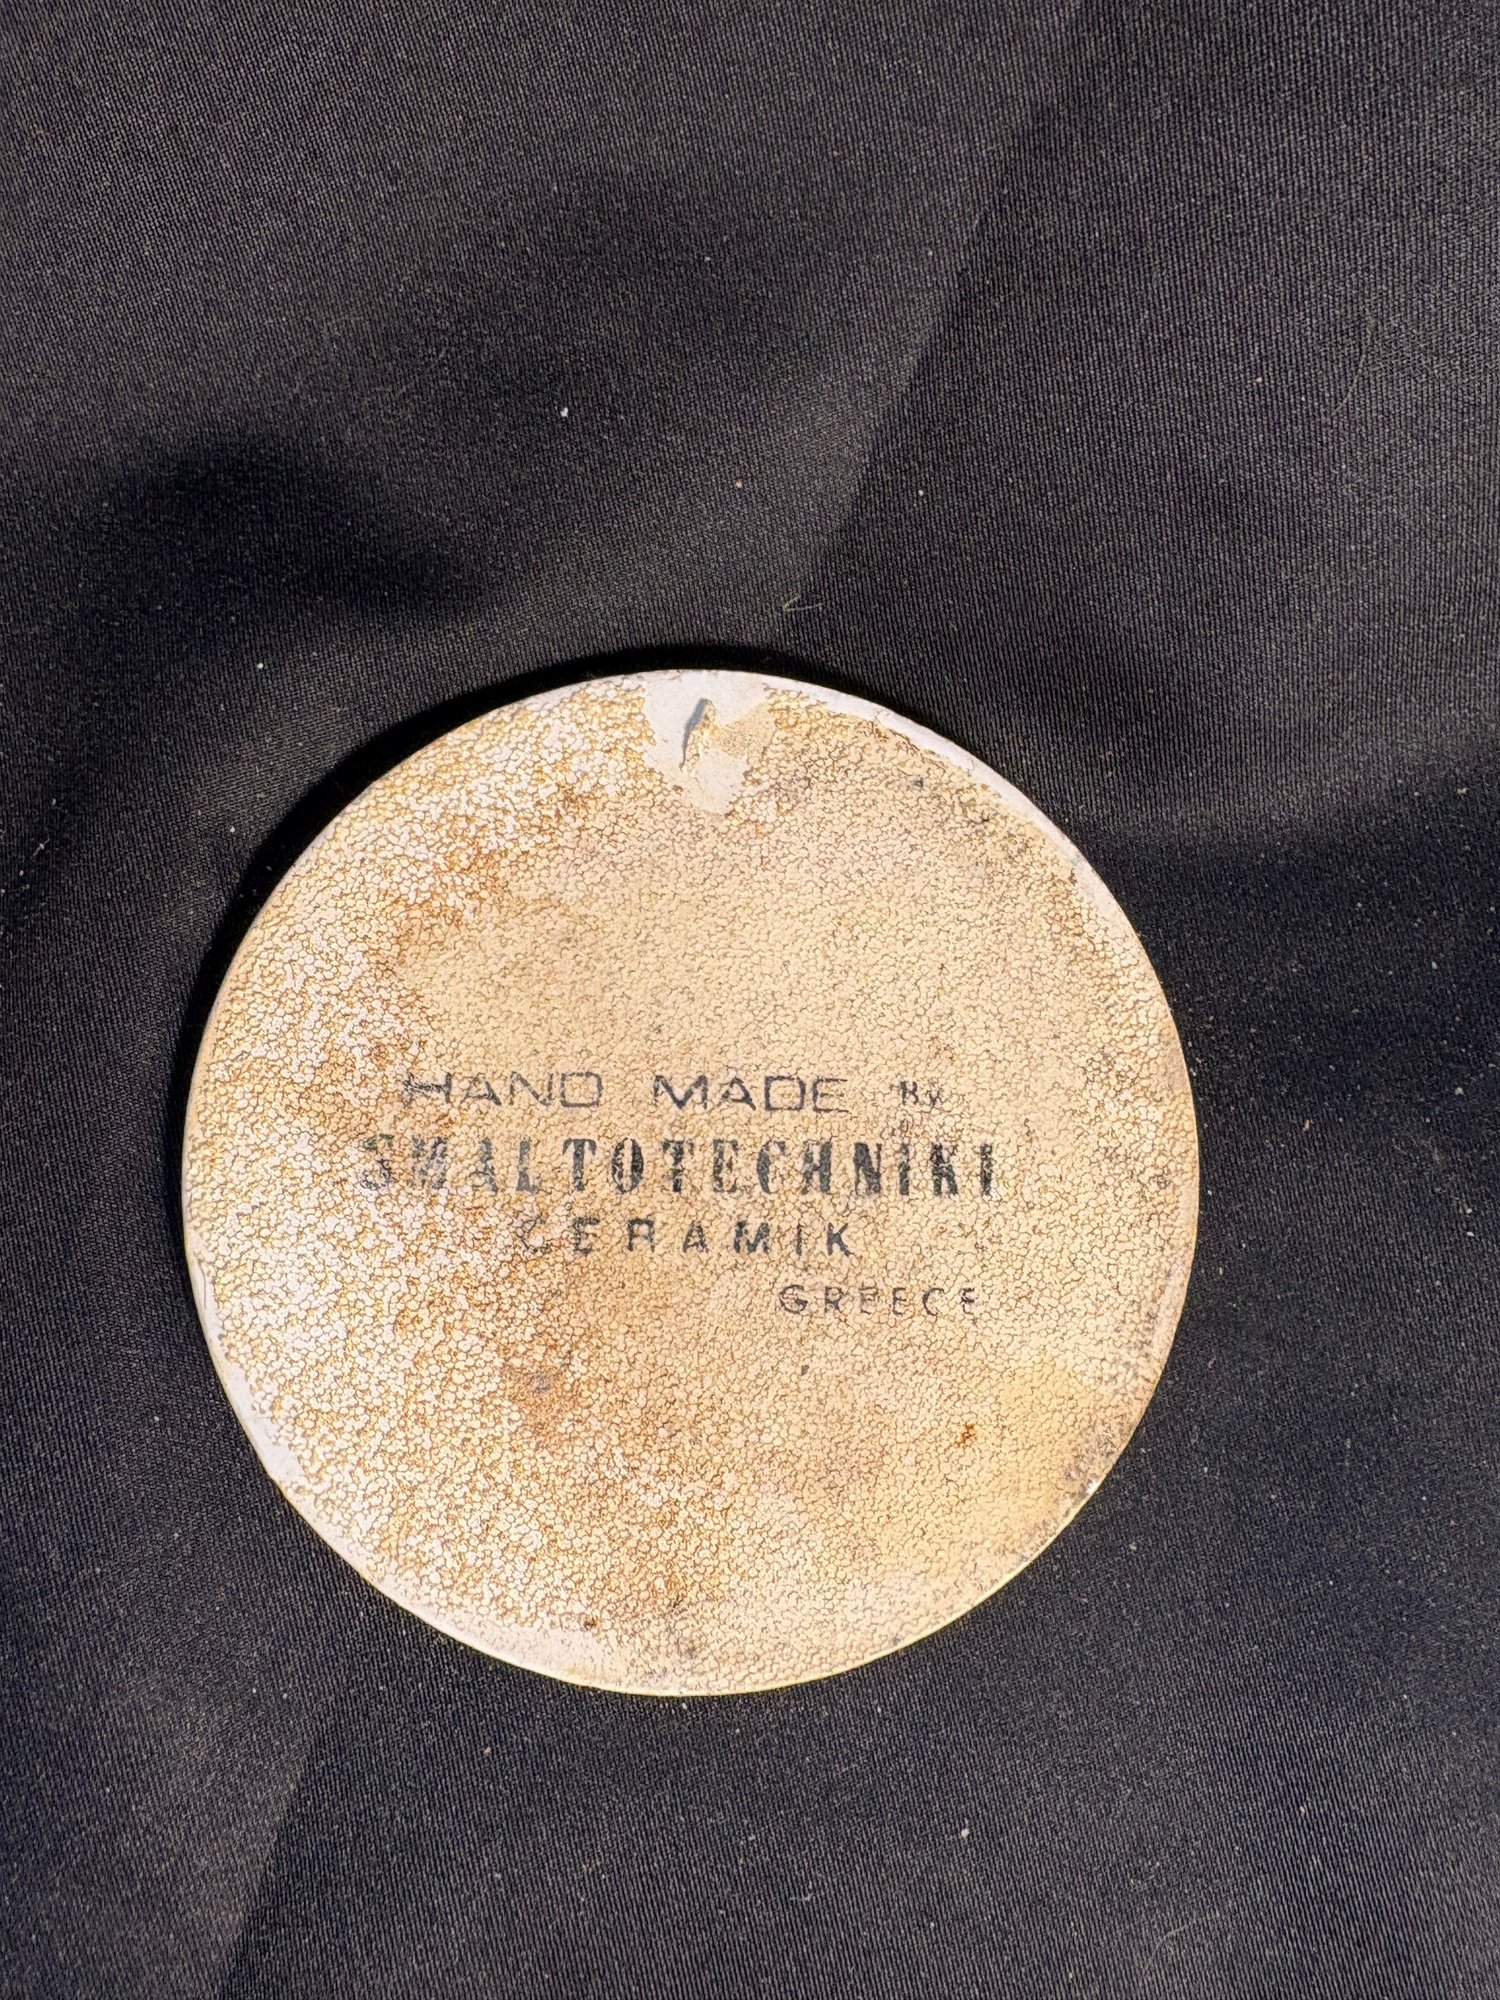 HAND MADE By
SMALTOTECHNIKI
CERAMIK
GREECE